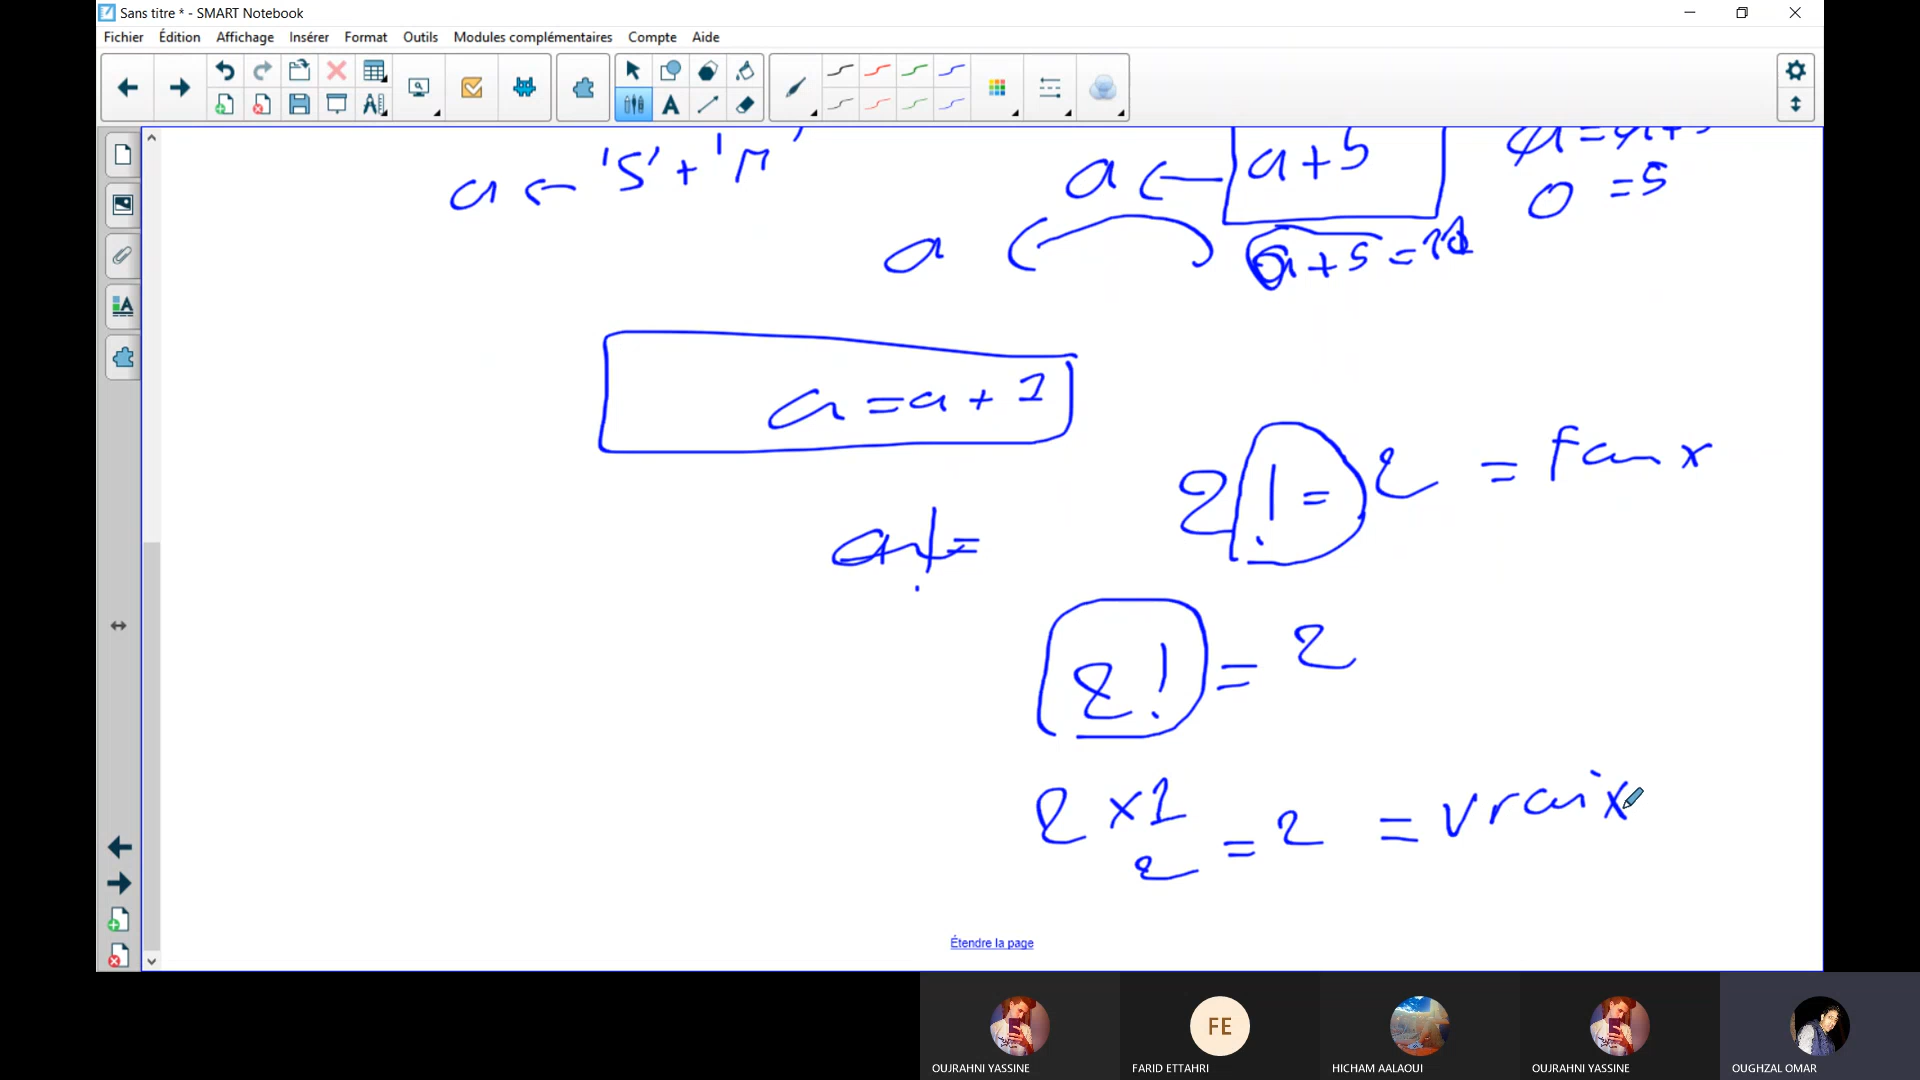 Sans titre * - SMART Notebook
Fichier Édition Affichage Insérer Format Outils Modules complémentaires Compte Aide
a ← 'S' + 'M'
a ← a+5
0 = 5
a
a+5 =
a = a + 1
2 != 2 = faux
a !=
2! = 2
2 x 1
2 = 2 = vraix
Étendre la page
FE
OUJRAHNI YASSINE FARID ETTAHRI HICHAM AALAOUI OUJRAHNI YASSINE OUGHZAL OMAR